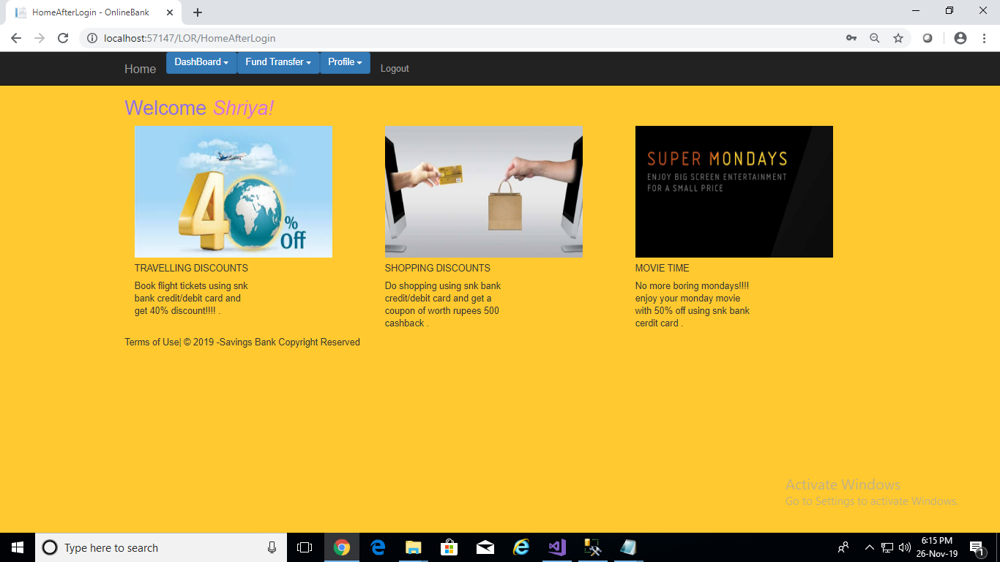 HomeAfterLogin - OnlineBank
localhost:57147/LOR/HomeAfterLogin
Home DashBoard Fund Transfer Profile Logout
Welcome Shriya!
40% Off
SUPER MONDAYS
ENJOY BIG SCREEN ENTERTAINMENT
FOR A SMALL PRICE
TRAVELLING DISCOUNTS
Book flight tickets using snk
bank credit/debit card and
get 40% discount!!!! .
SHOPPING DISCOUNTS
Do shopping using snk bank
credit/debit card and get a
coupon of worth rupees 500
cashback .
MOVIE TIME
No more boring mondays!!!!
enjoy your monday movie
with 50% off using snk bank
cerdit card .
Terms of Use| © 2019 -Savings Bank Copyright Reserved
Activate Windows
Go to Settings to activate Windows.
Type here to search
6:15 PM
26-Nov-19
1